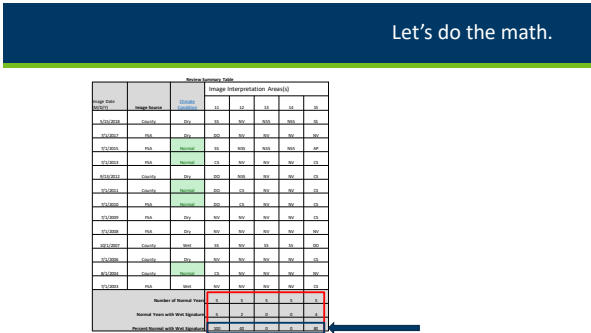 Let's do the math.
Review Summary Table
Image Interpretation Areas(s)
Image Date (M/D/Y) Image Source Climate Condition 11 12 13 14 15
5/15/2018 County Dry SS NV NSS NSS SS
7/1/2017 FSA Dry DO NV NV NV NV
7/1/2015 FSA Normal SS NSS NSS NSS AP
7/1/2013 FSA Normal CS NV NV NV CS
9/13/2012 County Dry DO NSS NV NV CS
7/1/2011 County Normal DO CS NV NV CS
7/1/2010 FSA Normal DO CS NV NV CS
7/1/2009 FSA Dry NV NV NV NV CS
7/1/2008 FSA Dry NV NV NV NV NV
10/1/2007 County Wet SS NV SS SS DO
7/1/2006 County Dry NV NV NV NV CS
8/1/2004 County Normal CS NV NV NV NV
7/1/2003 FSA Wet NV NV NV NV CS
Number of Normal Years 5 5 5 5 5
Normal Years with Wet Signature 5 2 0 0 4
Percent Normal with Wet Signature 100 40 0 0 80